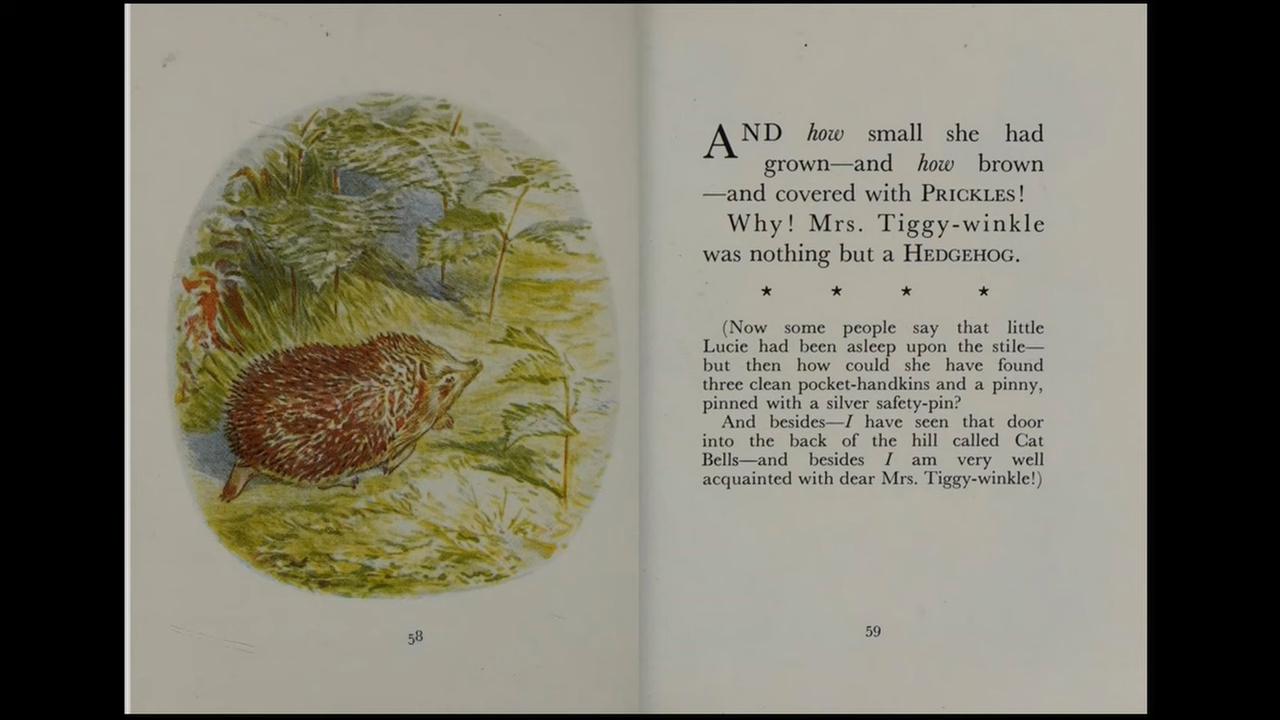 AND how small she had
grown—and how brown
—and covered with PRICKLES!
Why! Mrs. Tiggy-winkle
was nothing but a HEDGEHOG.
★ ★ ★ ★
(Now some people say that little
Lucie had been asleep upon the stile—
but then how could she have found
three clean pocket-handkins and a pinny,
pinned with a silver safety-pin?
And besides—I have seen that door
into the back of the hill called Cat
Bells—and besides I am very well
acquainted with dear Mrs. Tiggy-winkle!)
58
59